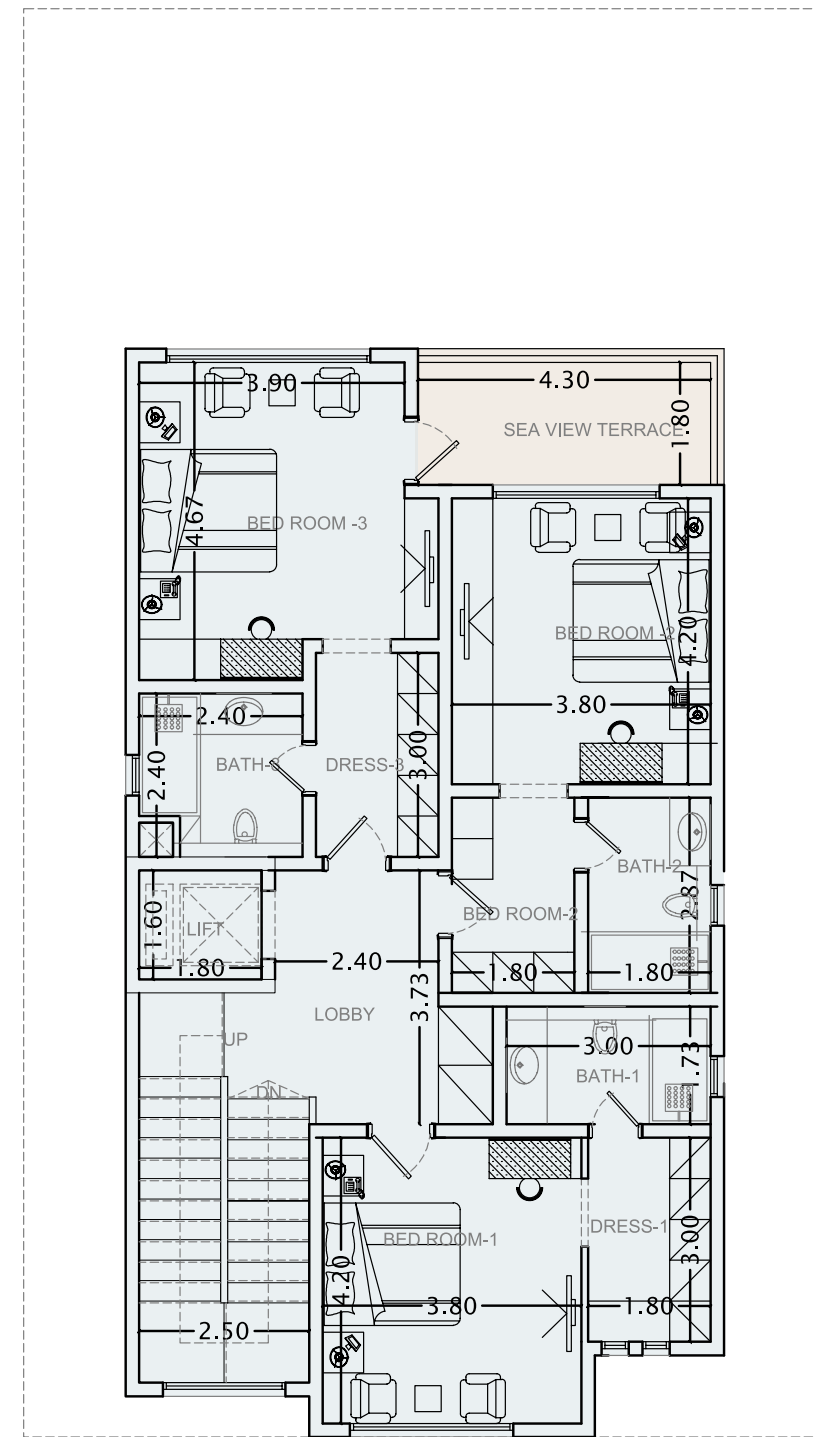 3.90
4.30
1.80
SEA VIEW TERRACE
4.67
BED ROOM -3
BED ROOM -2
4.20
3.80
2.40
2.40
BATH-3
DRESS-3
3.00
BATH-2
2.87
1.60
LIFT
1.80
2.40
BED ROOM-2
1.80
1.80
3.73
LOBBY
UP
3.00
1.73
BATH-1
DN
DRESS-1
3.00
BED ROOM-1
4.20
3.80
1.80
2.50